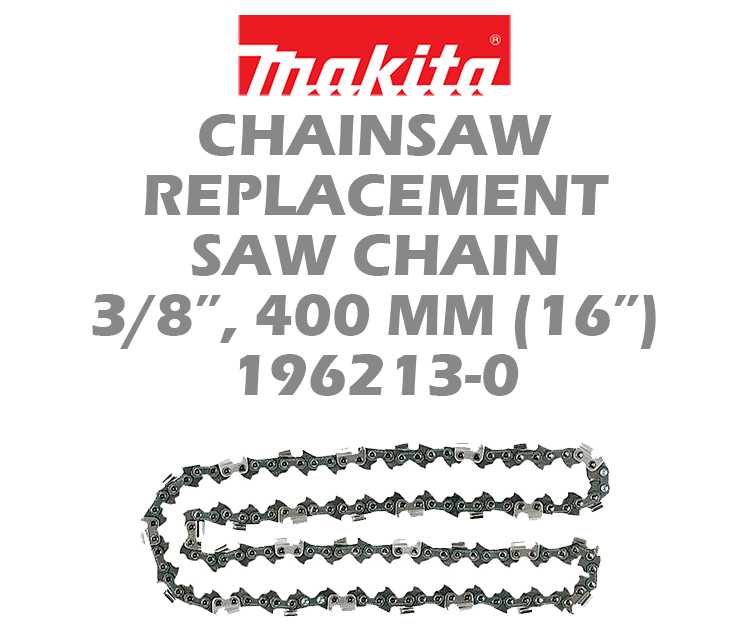 makita®
CHAINSAW
REPLACEMENT
SAW CHAIN
3/8”, 400 MM (16”)
196213-0